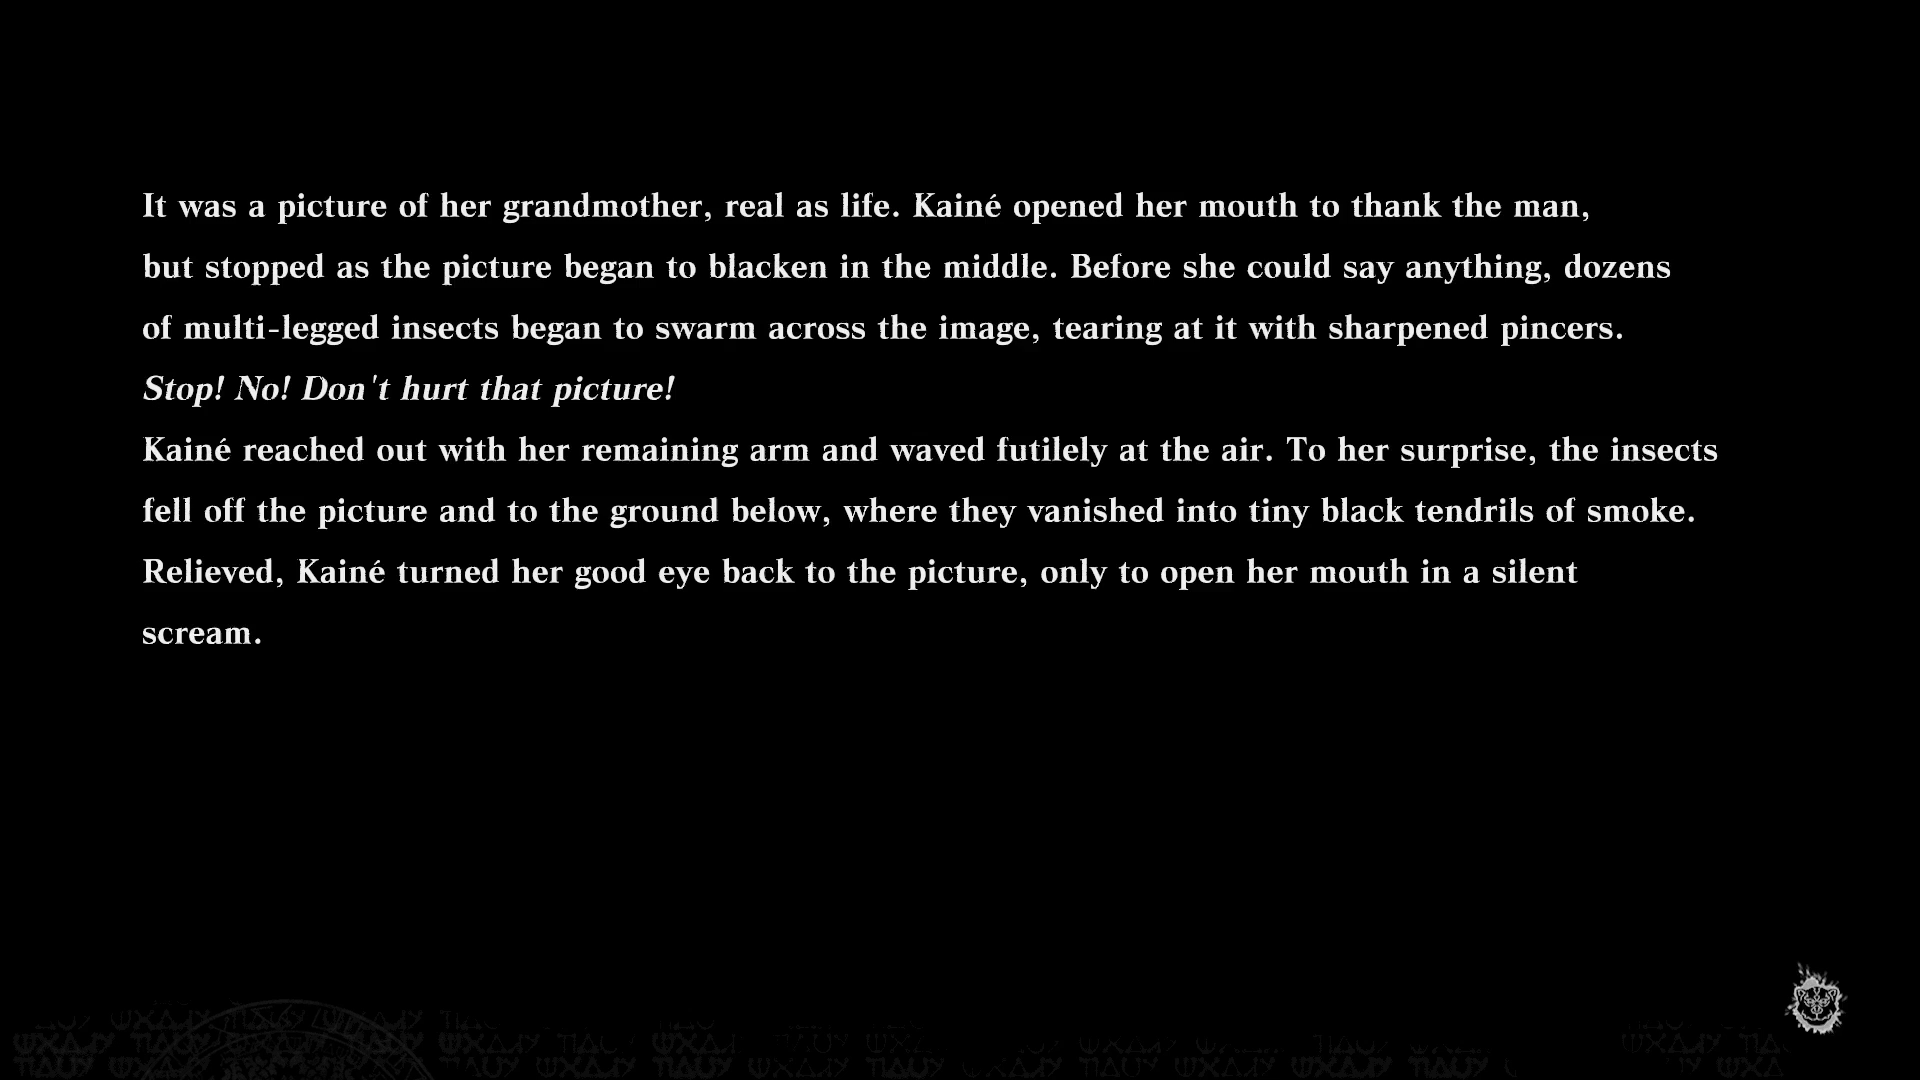 It was a picture of her grandmother, real as life. Kainé opened her mouth to thank the man,
but stopped as the picture began to blacken in the middle. Before she could say anything, dozens
of multi-legged insects began to swarm across the image, tearing at it with sharpened pincers.
Stop! No! Don't hurt that picture!
Kainé reached out with her remaining arm and waved futilely at the air. To her surprise, the insects
fell off the picture and to the ground below, where they vanished into tiny black tendrils of smoke.
Relieved, Kainé turned her good eye back to the picture, only to open her mouth in a silent
scream.